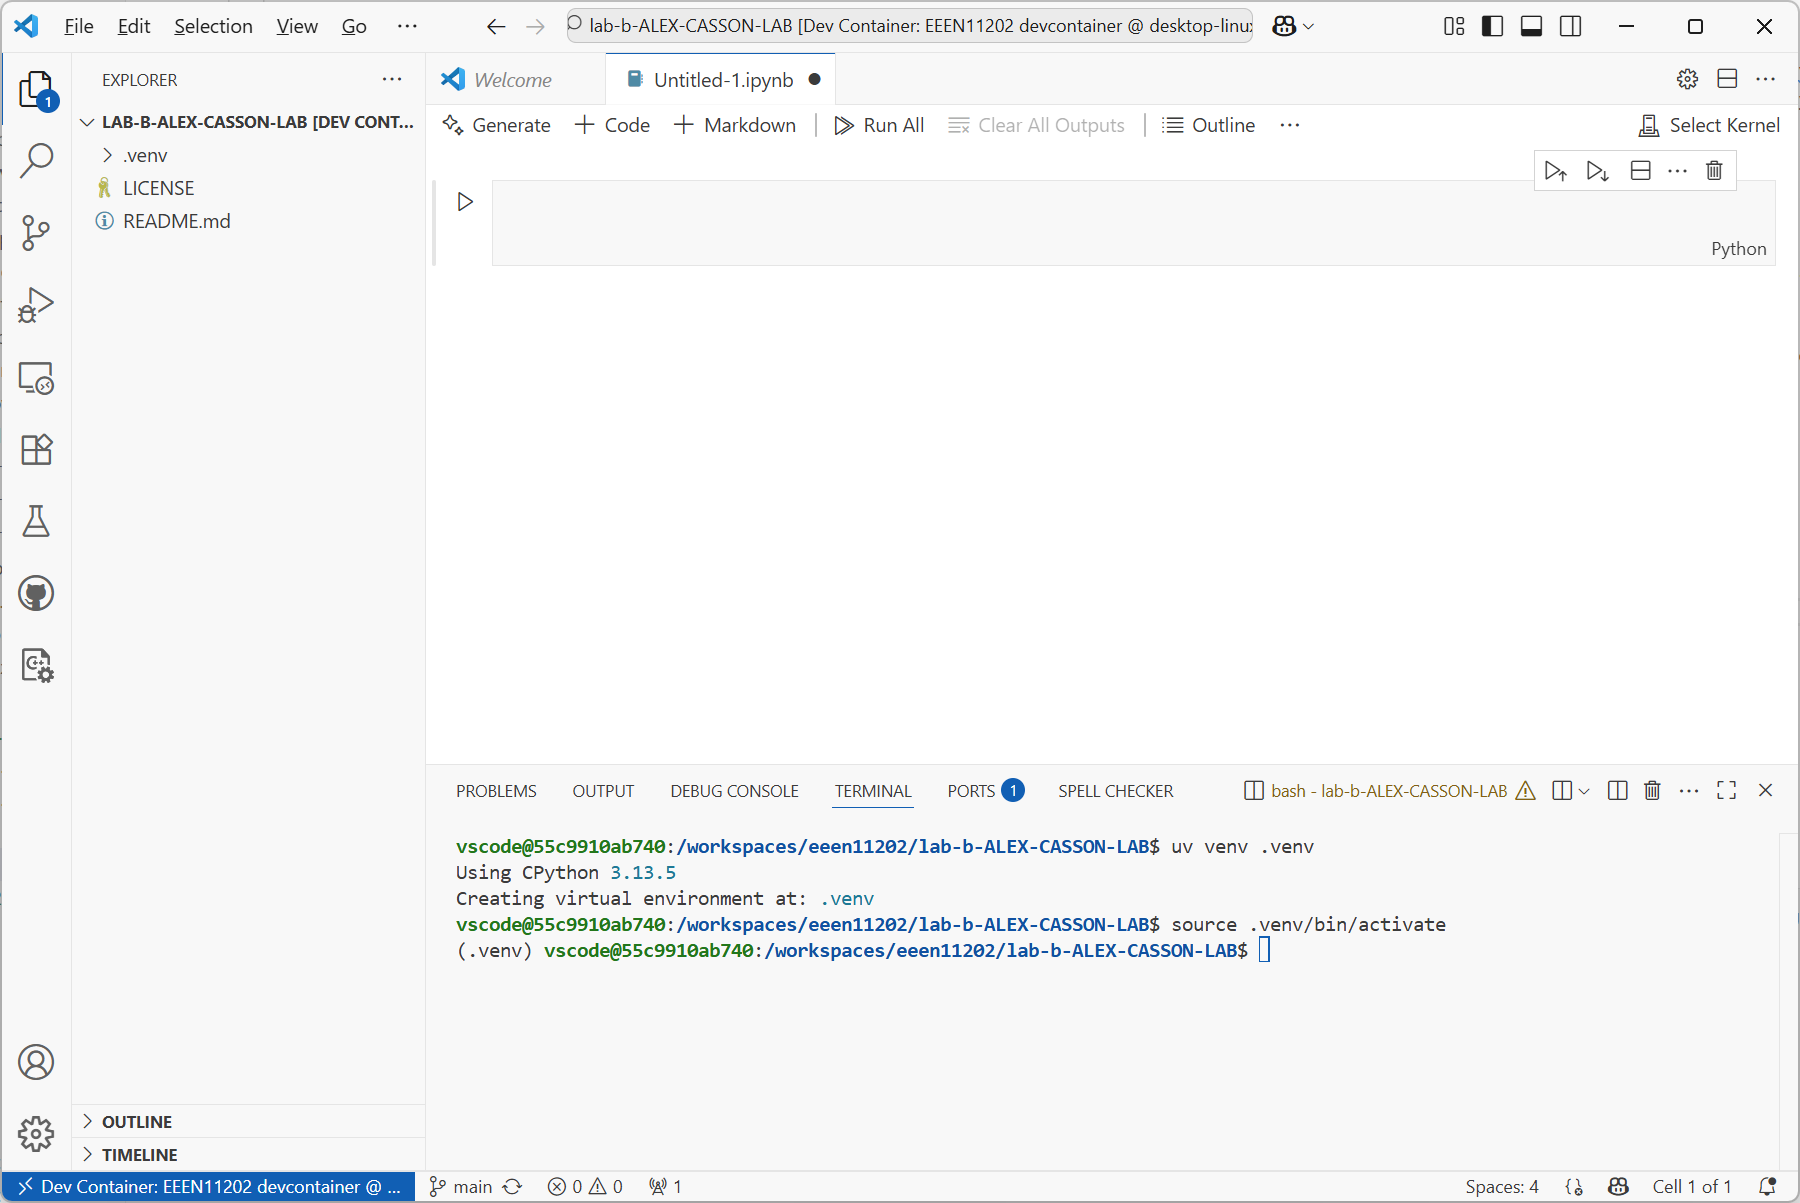 File Edit Selection View Go ···
lab-b-ALEX-CASSON-LAB [Dev Container: EEEN11202 devcontainer @ desktop-linux
EXPLORER
1
LAB-B-ALEX-CASSON-LAB [DEV CONT...
.venv
LICENSE
README.md
OUTLINE
TIMELINE
Welcome
Untitled-1.ipynb
Generate
Code
Markdown
Run All
Clear All Outputs
Outline
Select Kernel
Python
PROBLEMS OUTPUT DEBUG CONSOLE TERMINAL PORTS 1 SPELL CHECKER
bash - lab-b-ALEX-CASSON-LAB
vscode@55c9910ab740:/workspaces/eeen11202/lab-b-ALEX-CASSON-LAB$ uv venv .venv
Using CPython 3.13.5
Creating virtual environment at: .venv
vscode@55c9910ab740:/workspaces/eeen11202/lab-b-ALEX-CASSON-LAB$ source .venv/bin/activate
(.venv) vscode@55c9910ab740:/workspaces/eeen11202/lab-b-ALEX-CASSON-LAB$
Dev Container: EEEN11202 devcontainer @ ...
main
0 0
1
Spaces: 4
Cell 1 of 1